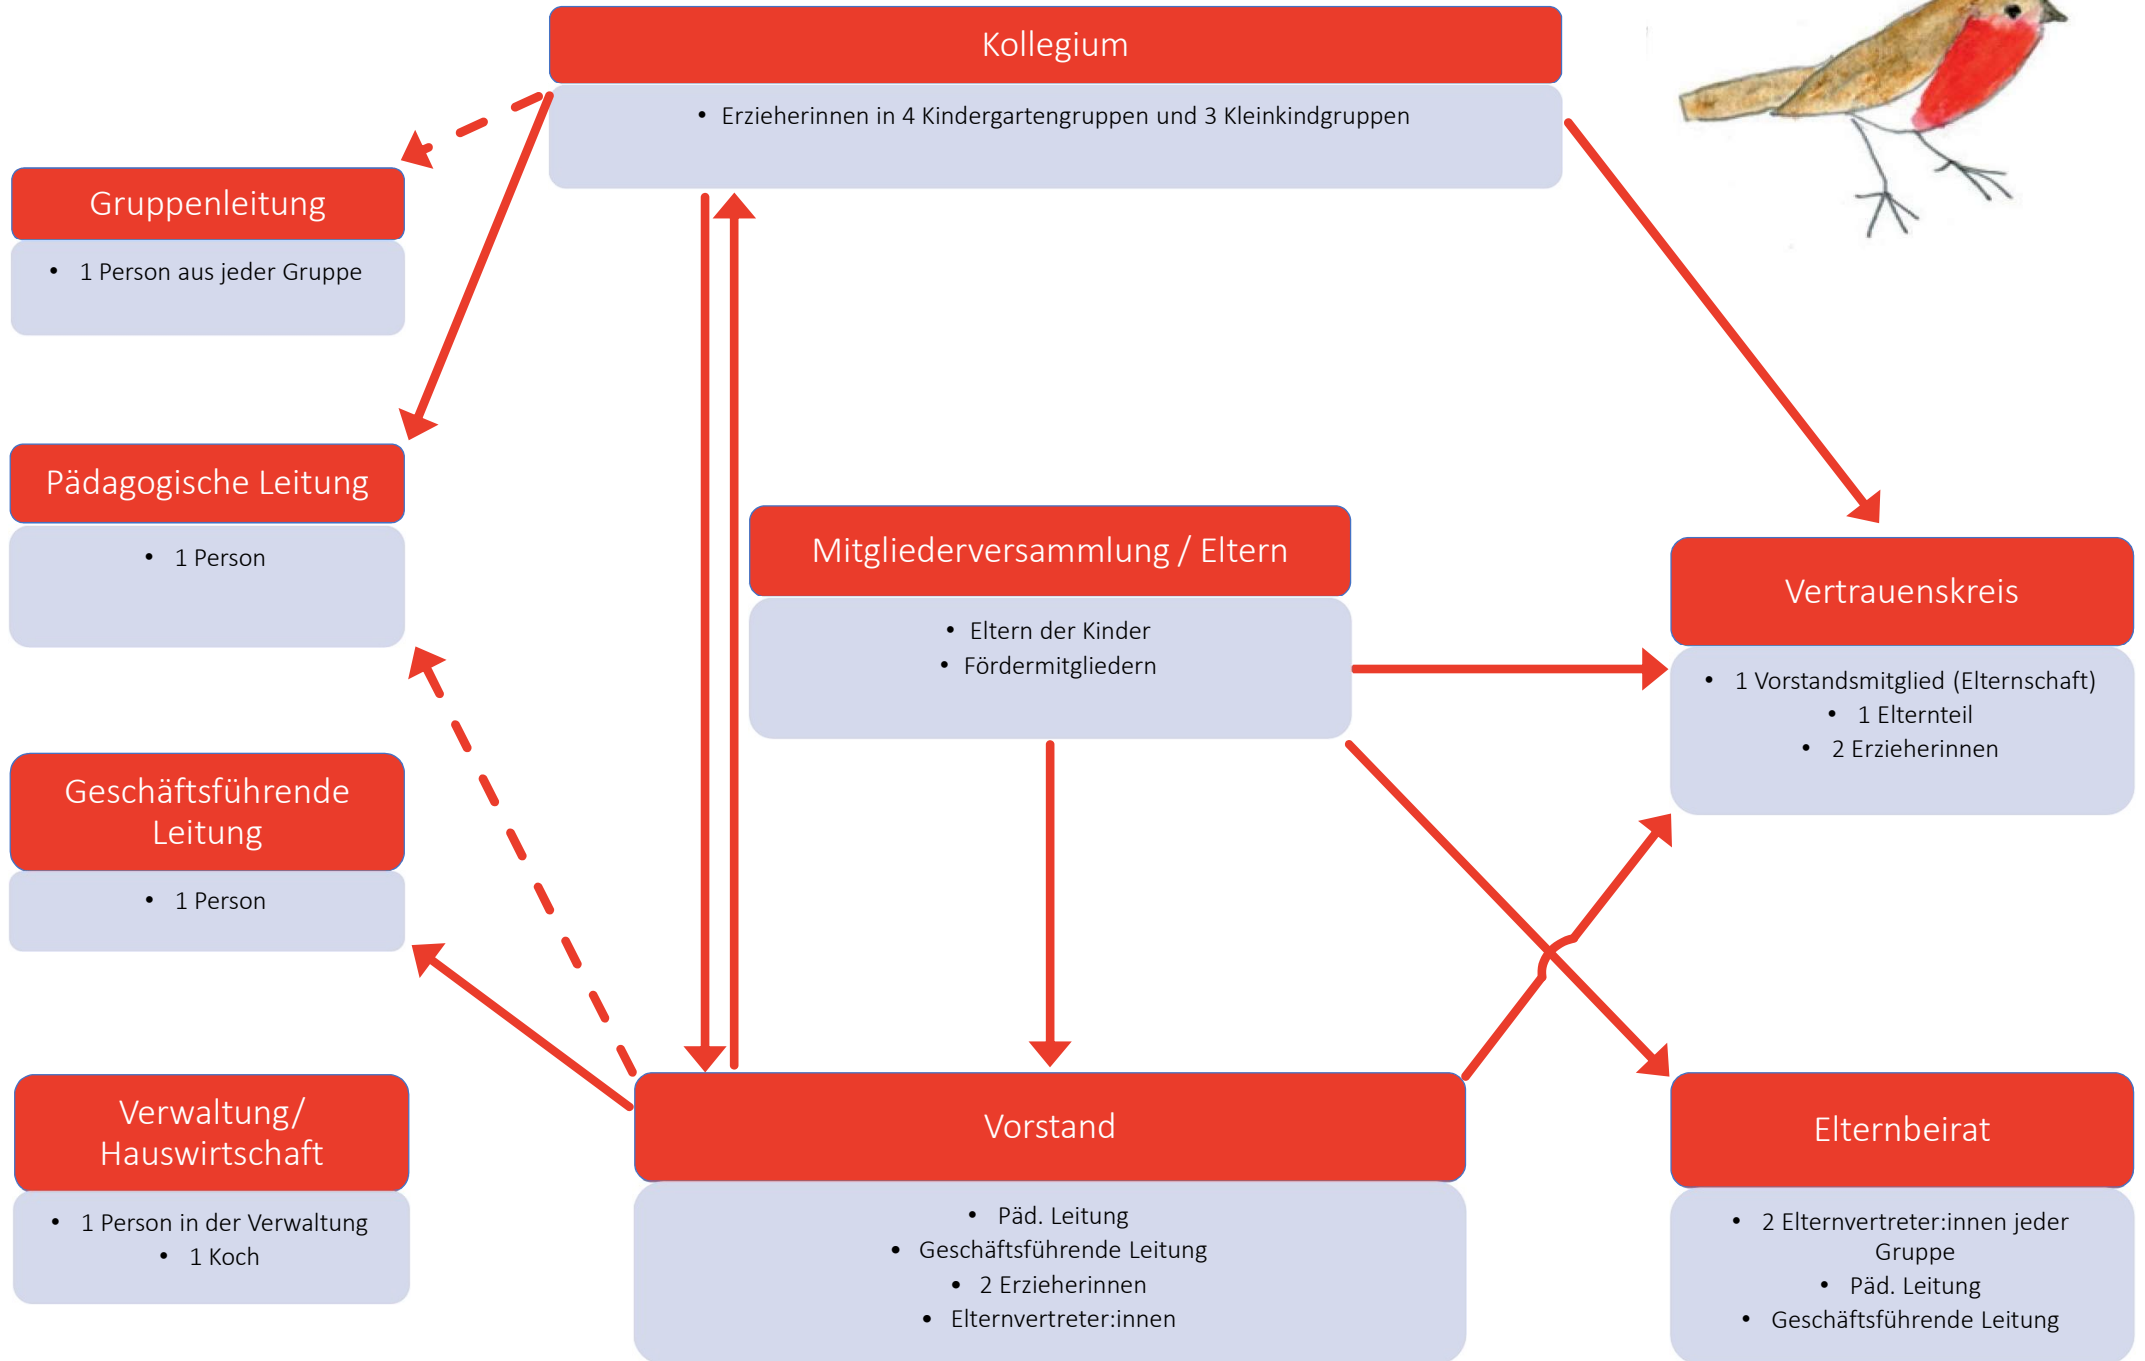 Kollegium
• Erzieherinnen in 4 Kindergartengruppen und 3 Kleinkindgruppen
Gruppenleitung
• 1 Person aus jeder Gruppe
Pädagogische Leitung
• 1 Person
Mitgliederversammlung / Eltern
• Eltern der Kinder
• Fördermitgliedern
Vertrauenskreis
• 1 Vorstandsmitglied (Elternschaft)
• 1 Elternteil
• 2 Erzieherinnen
Geschäftsführende
Leitung
• 1 Person
Verwaltung/
Hauswirtschaft
• 1 Person in der Verwaltung
• 1 Koch
Vorstand
• Päd. Leitung
• Geschäftsführende Leitung
• 2 Erzieherinnen
• Elternvertreter:innen
Elternbeirat
• 2 Elternvertreter:innen jeder
Gruppe
• Päd. Leitung
• Geschäftsführende Leitung